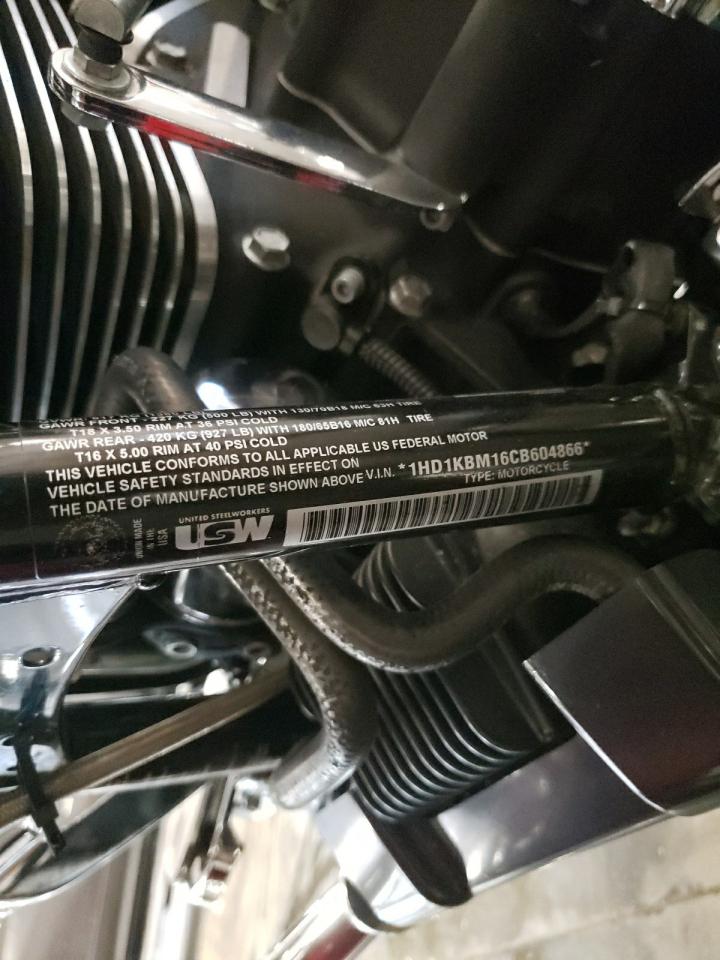 GAWR FRONT - 227 KG (500 LB) WITH 130/70B18 M/C 63H TIRE
T18 X 3.50 RIM AT 36 PSI COLD
GAWR REAR - 420 KG (927 LB) WITH 180/65B16 M/C 81H TIRE
T16 X 5.00 RIM AT 40 PSI COLD
THIS VEHICLE CONFORMS TO ALL APPLICABLE US FEDERAL MOTOR
VEHICLE SAFETY STANDARDS IN EFFECT ON
THE DATE OF MANUFACTURE SHOWN ABOVE V.I.N. *1HD1KBM16CB604866*
TYPE: MOTORCYCLE
UNION MADE
IN THE
USA
UNITED STEELWORKERS
USW